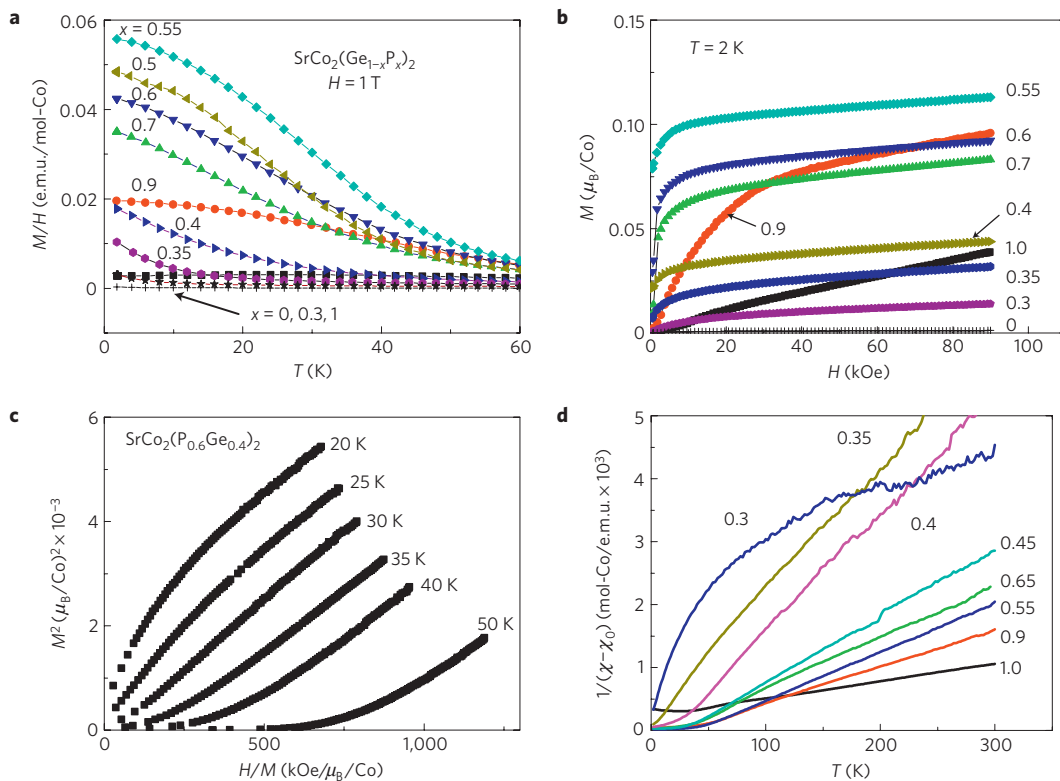 a
0.06
0.04
0.02
0
M/H (e.m.u./mol-Co)
x = 0.55
0.5
0.6
0.7
0.9
0.4
0.35
x = 0, 0.3, 1
SrCo₂(Ge₁₋ₓPₓ)₂
H = 1 T
0 20 40 60
T (K)
b
0.15
0.10
0.05
0
M (μB/Co)
T = 2 K
0.55
0.6
0.7
0.9
0.4
1.0
0.35
0.3
0
0 20 40 60 80 100
H (kOe)
c
6
4
2
0
M² (μB/Co)² × 10⁻³
SrCo₂(P₀.₆Ge₀.₄)₂
20 K
25 K
30 K
35 K
40 K
50 K
0 500 1,000
H/M (kOe/μB/Co)
d
5
4
3
2
1
0
1/(χ−χ₀) (mol-Co/e.m.u. × 10³)
0.35
0.3
0.4
0.45
0.65
0.55
0.9
1.0
0 100 200 300
T (K)